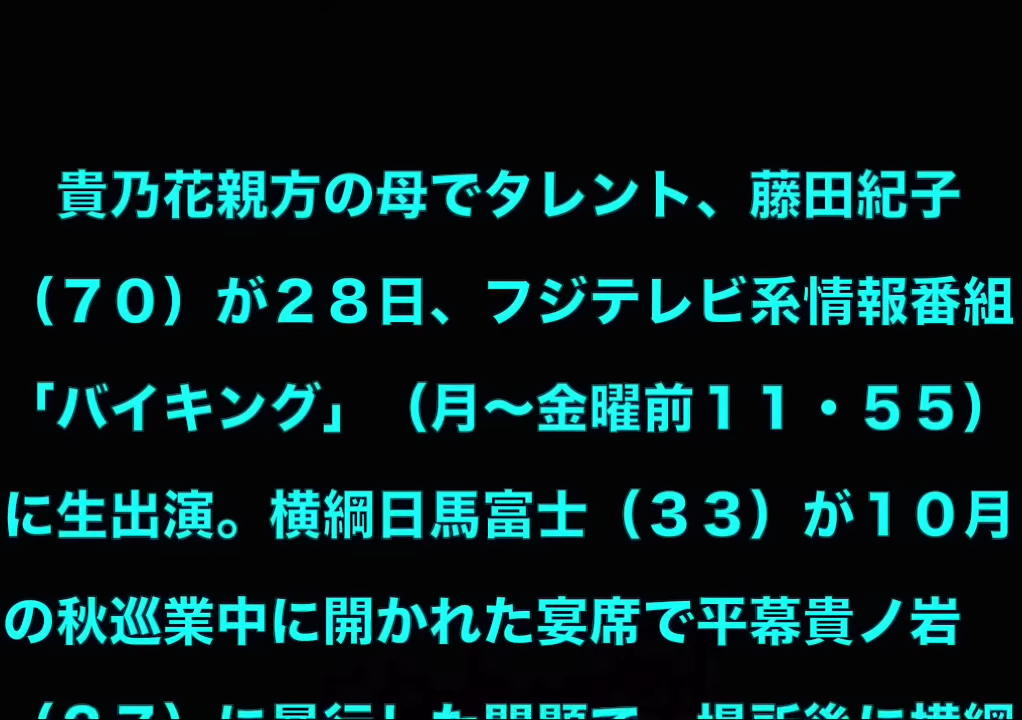 貴乃花親方の母でタレント、藤田紀子
（７０）が２８日、フジテレビ系情報番組
「バイキング」（月〜金曜前１１・５５）
に生出演。横綱日馬富士（３３）が１０月
の秋巡業中に開かれた宴席で平幕貴ノ岩